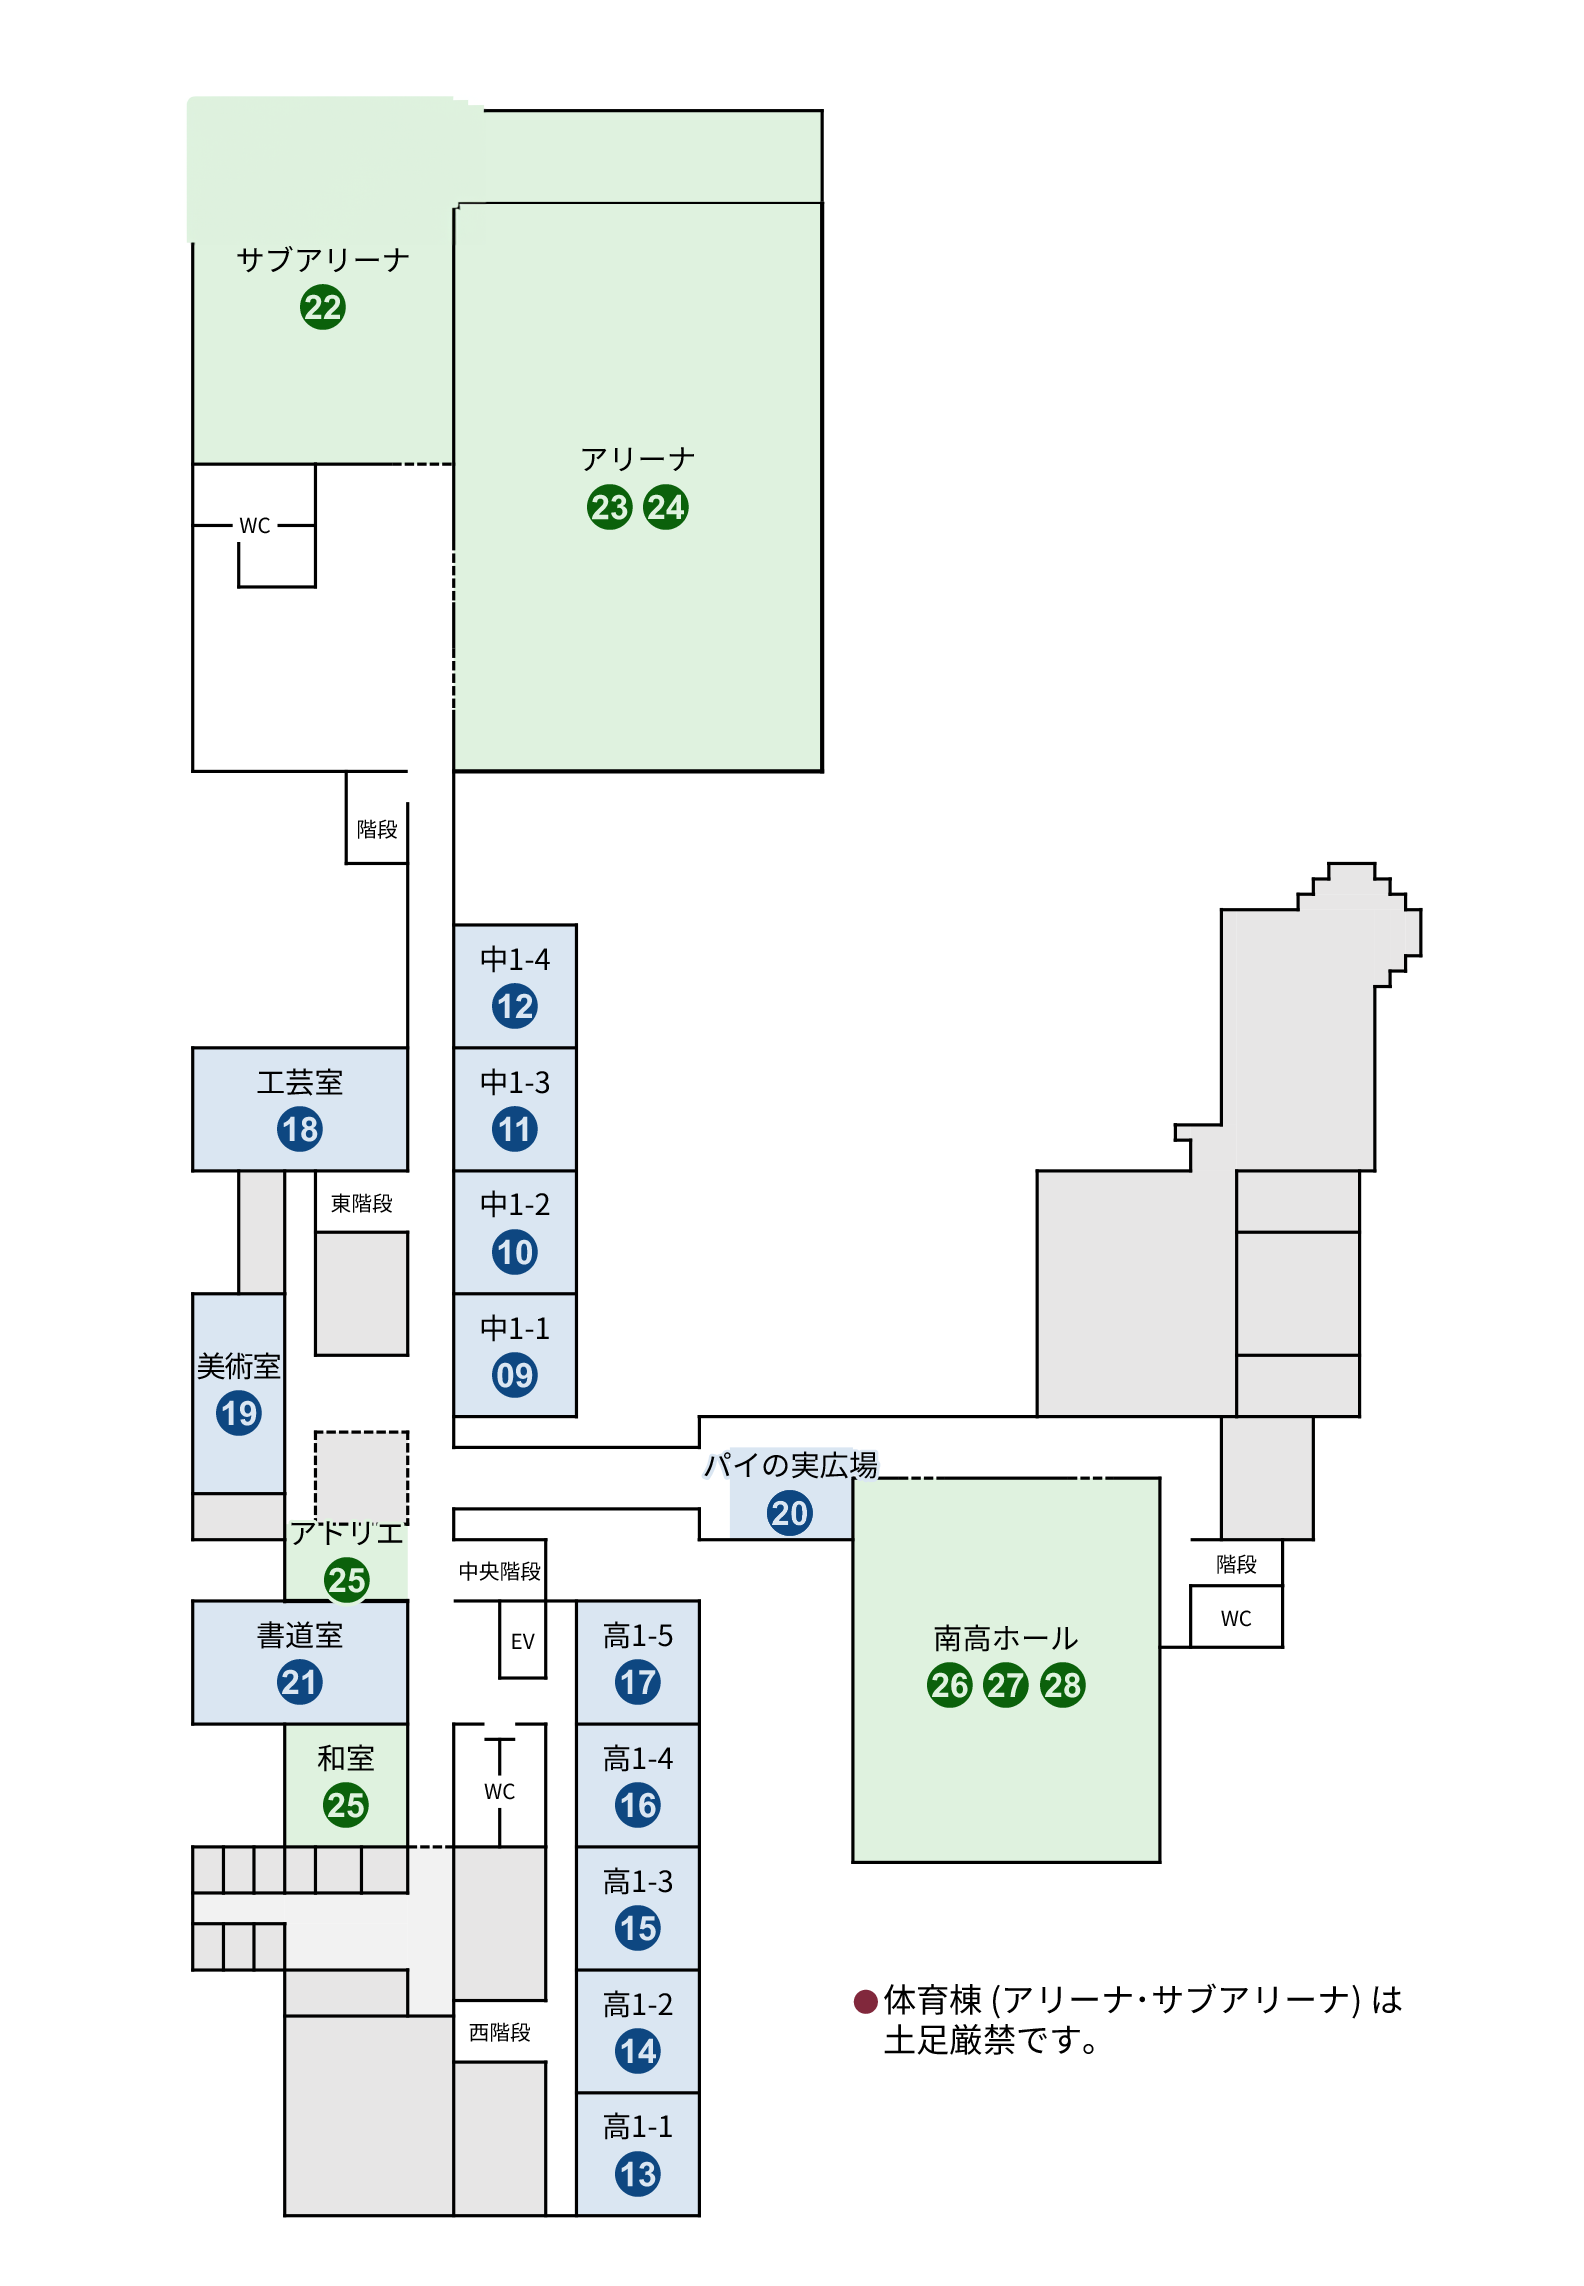 サブアリーナ
22
アリーナ
23 24
WC
階段
中1-4
12
工芸室
18
中1-3
11
東階段
中1-2
10
中1-1
09
美術室
19
パイの実広場
20
アトリエ
25
中央階段
階段
WC
書道室
21
EV
高1-5
17
南高ホール
26 27 28
和室
25
WC
高1-4
16
高1-3
15
西階段
高1-2
14
高1-1
13
●体育棟 (アリーナ・サブアリーナ) は
土足厳禁です。